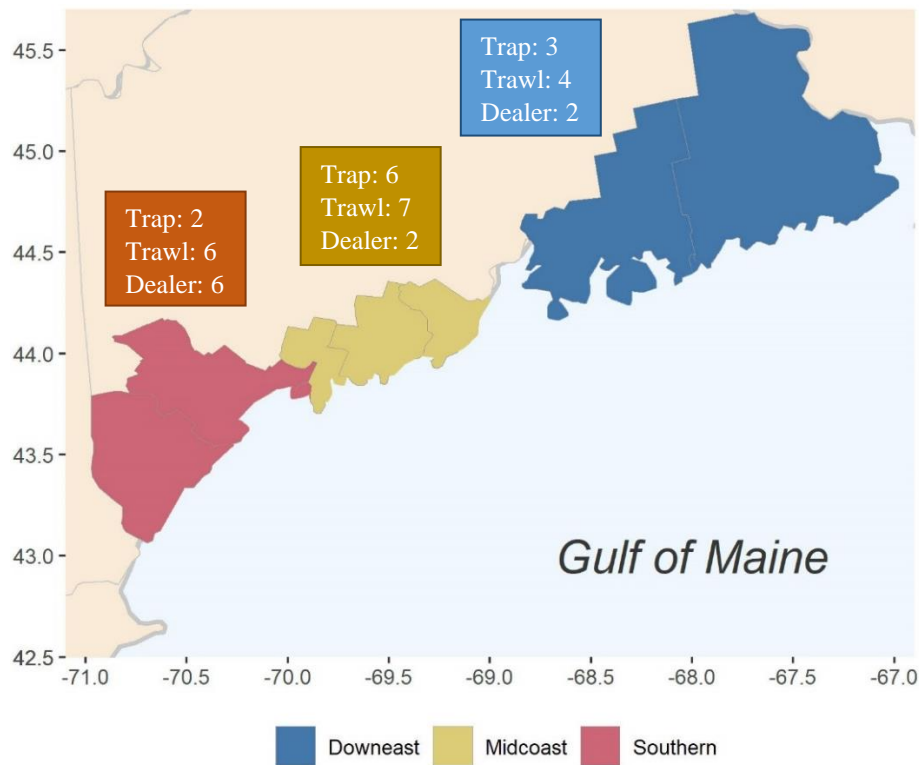 Trap: 3
Trawl: 4
Dealer: 2
Trap: 6
Trawl: 7
Dealer: 2
Trap: 2
Trawl: 6
Dealer: 6
45.5
45.0
44.5
44.0
43.5
43.0
42.5
Gulf of Maine
-71.0 -70.5 -70.0 -69.5 -69.0 -68.5 -68.0 -67.5 -67.0
Downeast Midcoast Southern